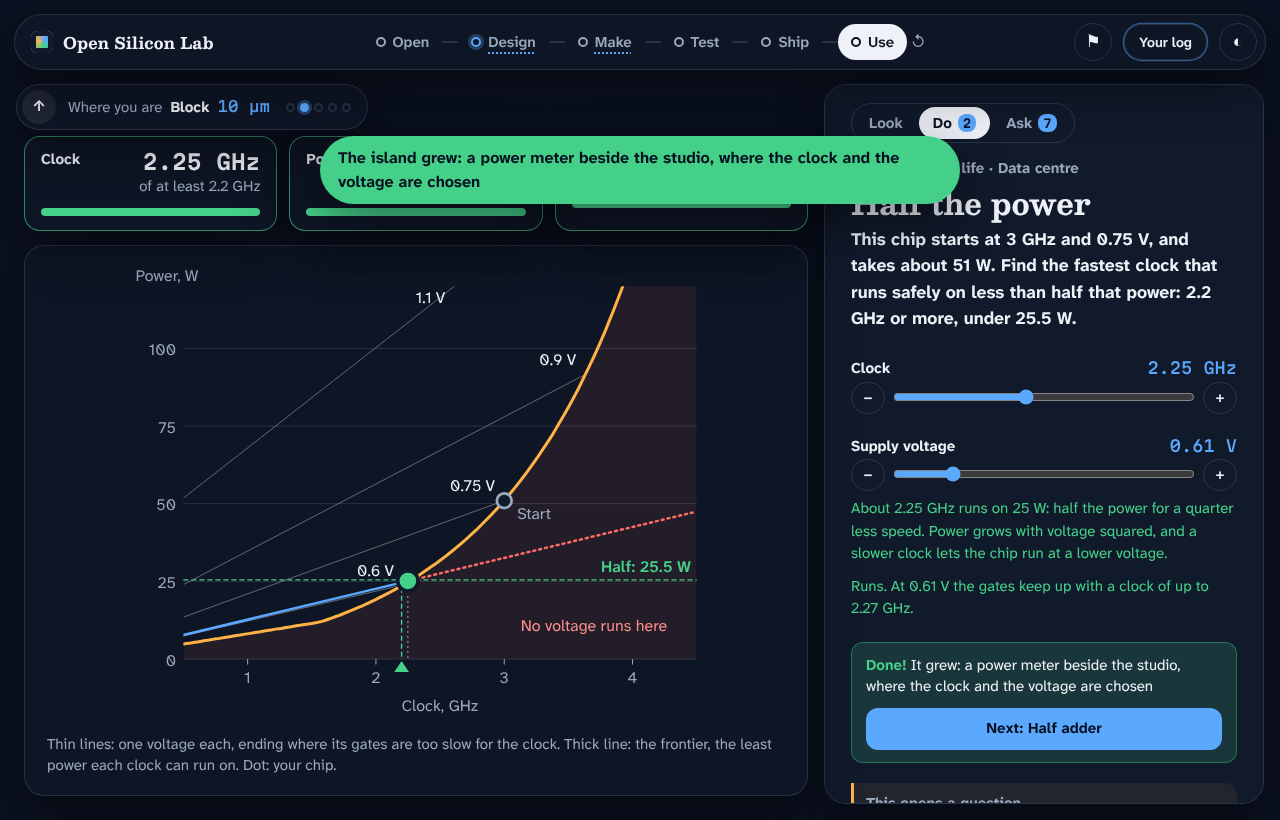 Open Silicon Lab
Open
Design
Make
Test
Ship
Use
Your log
Where you are Block 10 µm
Look
Do 2
Ask 7
Clock
2.25 GHz
of at least 2.2 GHz
The island grew: a power meter beside the studio, where the clock and the
voltage are chosen
life · Data centre
Half the power
This chip starts at 3 GHz and 0.75 V, and
takes about 51 W. Find the fastest clock that
runs safely on less than half that power: 2.2
GHz or more, under 25.5 W.
Clock
2.25 GHz
−
+
Supply voltage
0.61 V
−
+
About 2.25 GHz runs on 25 W: half the power for a quarter
less speed. Power grows with voltage squared, and a
slower clock lets the chip run at a lower voltage.
Runs. At 0.61 V the gates keep up with a clock of up to
2.27 GHz.
Done! It grew: a power meter beside the studio,
where the clock and the voltage are chosen
Next: Half adder
This opens a question
Power, W
1.1 V
100
0.9 V
75
0.75 V
50
Start
0.6 V
Half: 25.5 W
25
No voltage runs here
0
1
2
3
4
Clock, GHz
Thin lines: one voltage each, ending where its gates are too slow for the clock. Thick line: the frontier, the least
power each clock can run on. Dot: your chip.